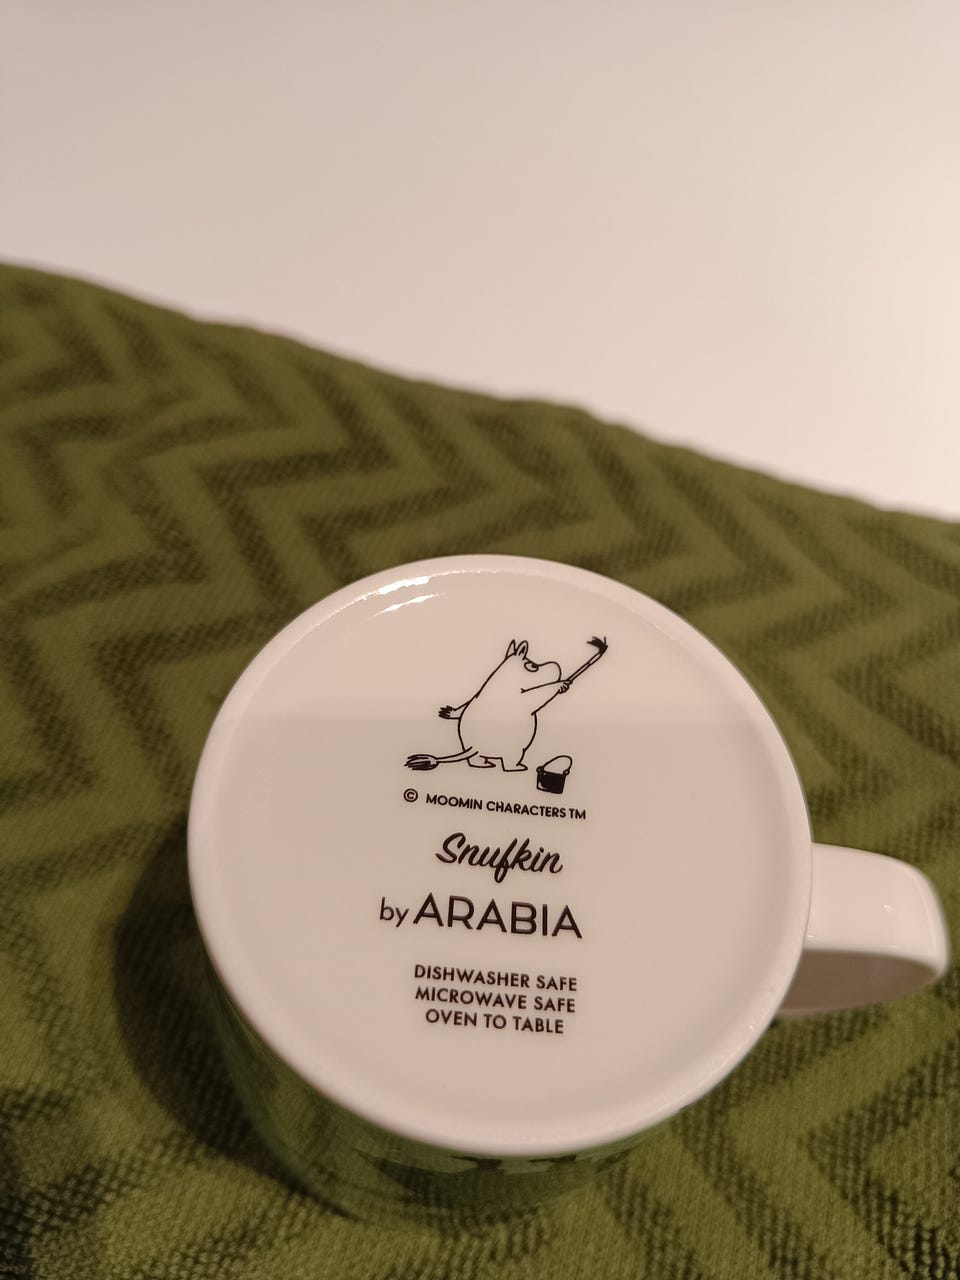 © MOOMIN CHARACTERS TM
Snufkin
by ARABIA
DISHWASHER SAFE
MICROWAVE SAFE
OVEN TO TABLE